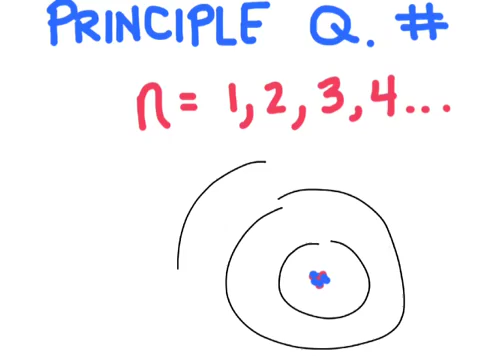 PRINCIPLE Q. #
n = 1, 2, 3, 4...